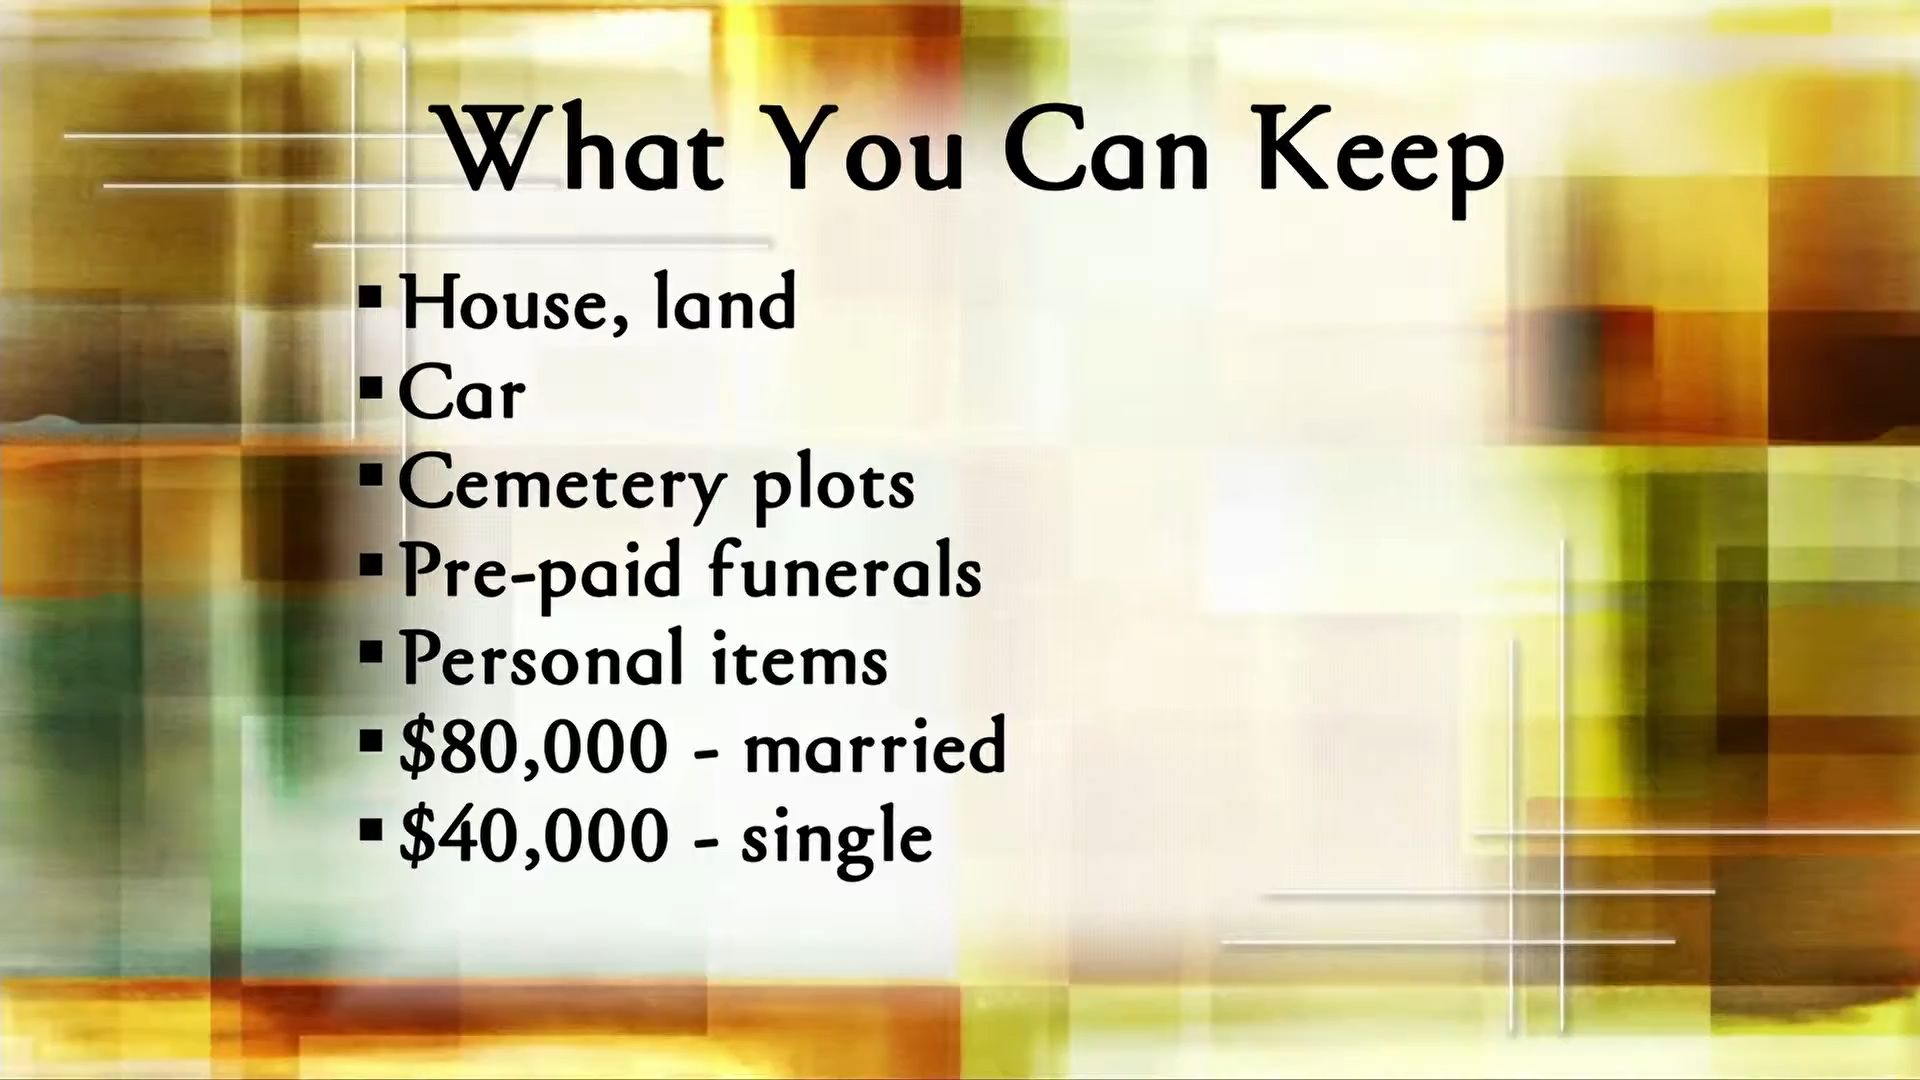 What You Can Keep
▪ House, land
▪ Car
▪ Cemetery plots
▪ Pre-paid funerals
▪ Personal items
▪ $80,000 - married
▪ $40,000 - single